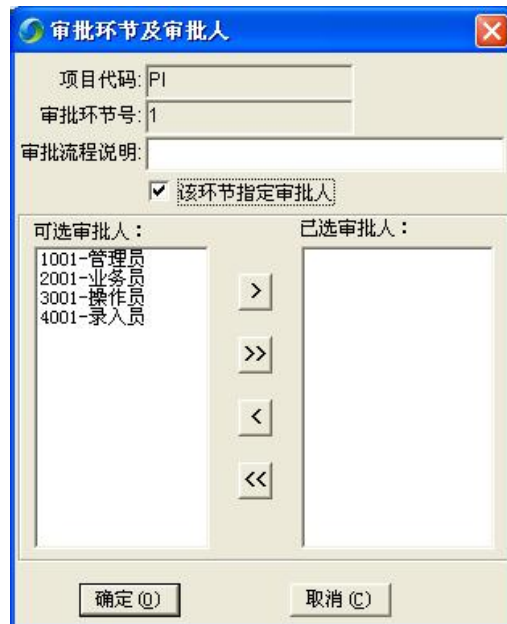 审批环节及审批人
项目代码: PI
审批环节号: 1
审批流程说明:
该环节指定审批人
可选审批人：
已选审批人：
1001-管理员
2001-业务员
3001-操作员
4001-录入员
>
>>
<
<<
确定(O)
取消(C)